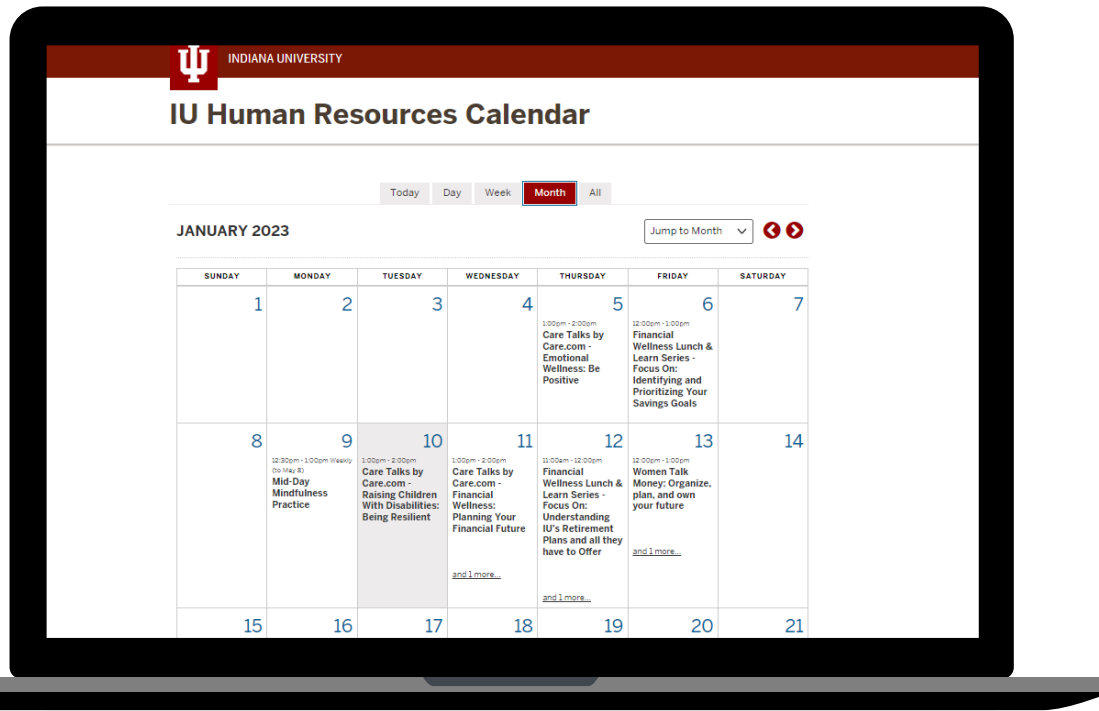 INDIANA UNIVERSITY
IU Human Resources Calendar
Today Day Week Month All
JANUARY 2023
Jump to Month
SUNDAY MONDAY TUESDAY WEDNESDAY THURSDAY FRIDAY SATURDAY
1 2 3 4 5 6 7
1:00pm - 2:00pm
Care Talks by
Care.com -
Emotional
Wellness: Be
Positive
12:00pm - 1:00pm
Financial
Wellness Lunch &
Learn Series -
Focus On:
Identifying and
Prioritizing Your
Savings Goals
8 9 10 11 12 13 14
12:30pm - 1:00pm Weekly
(to May 8)
Mid-Day
Mindfulness
Practice
1:00pm - 2:00pm
Care Talks by
Care.com -
Raising Children
With Disabilities:
Being Resilient
1:00pm - 2:00pm
Care Talks by
Care.com -
Financial
Wellness:
Planning Your
Financial Future
and 1 more...
11:00am - 12:00pm
Financial
Wellness Lunch &
Learn Series -
Focus On:
Understanding
IU's Retirement
Plans and all they
have to Offer
and 1 more...
12:00pm - 1:00pm
Women Talk
Money: Organize,
plan, and own
your future
and 1 more...
15 16 17 18 19 20 21